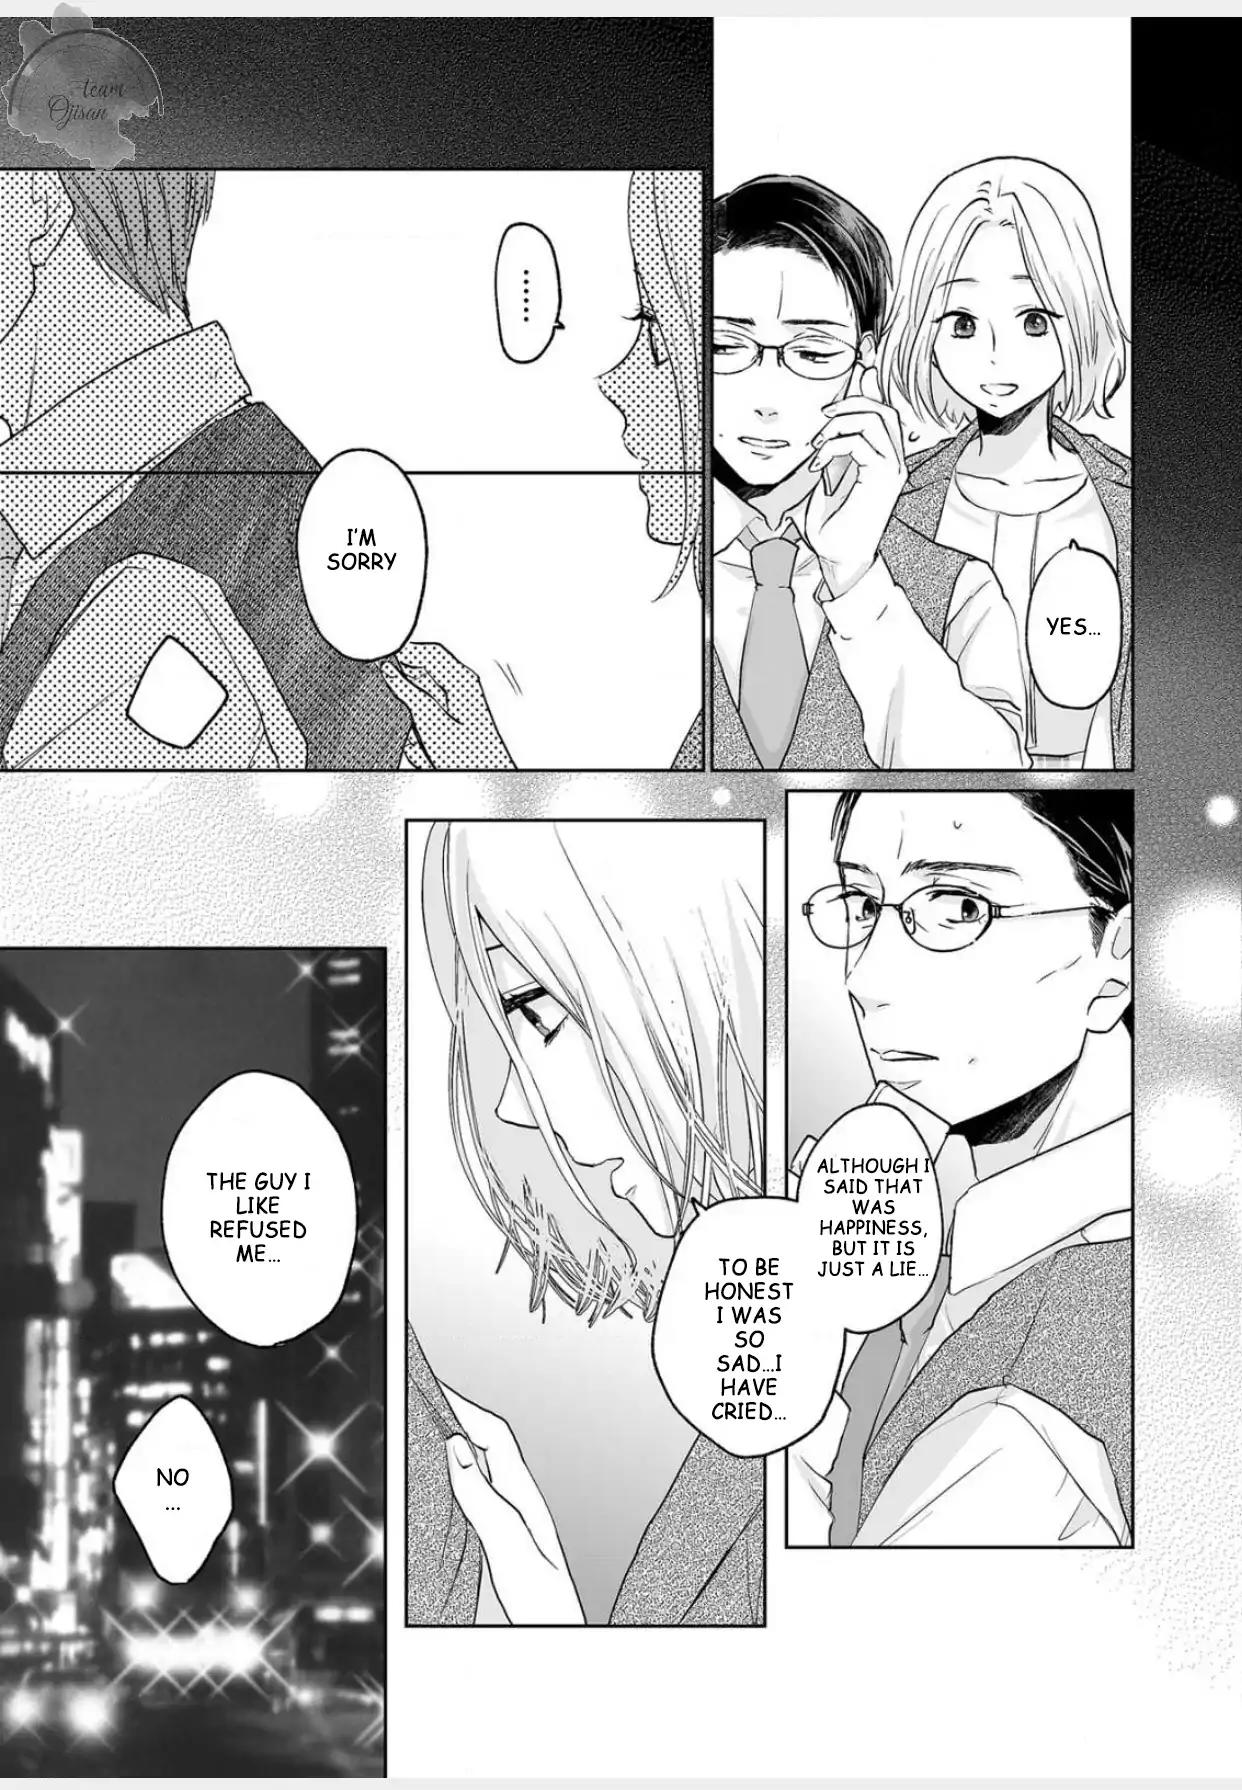 team
Ojisan
YES...
......
I'M
SORRY
ALTHOUGH I
SAID THAT
WAS
HAPPINESS,
BUT IT IS
JUST A LIE...
TO BE
HONEST
I WAS
SO
SAD...I
HAVE
CRIED...
THE GUY I
LIKE
REFUSED
ME...
NO
...